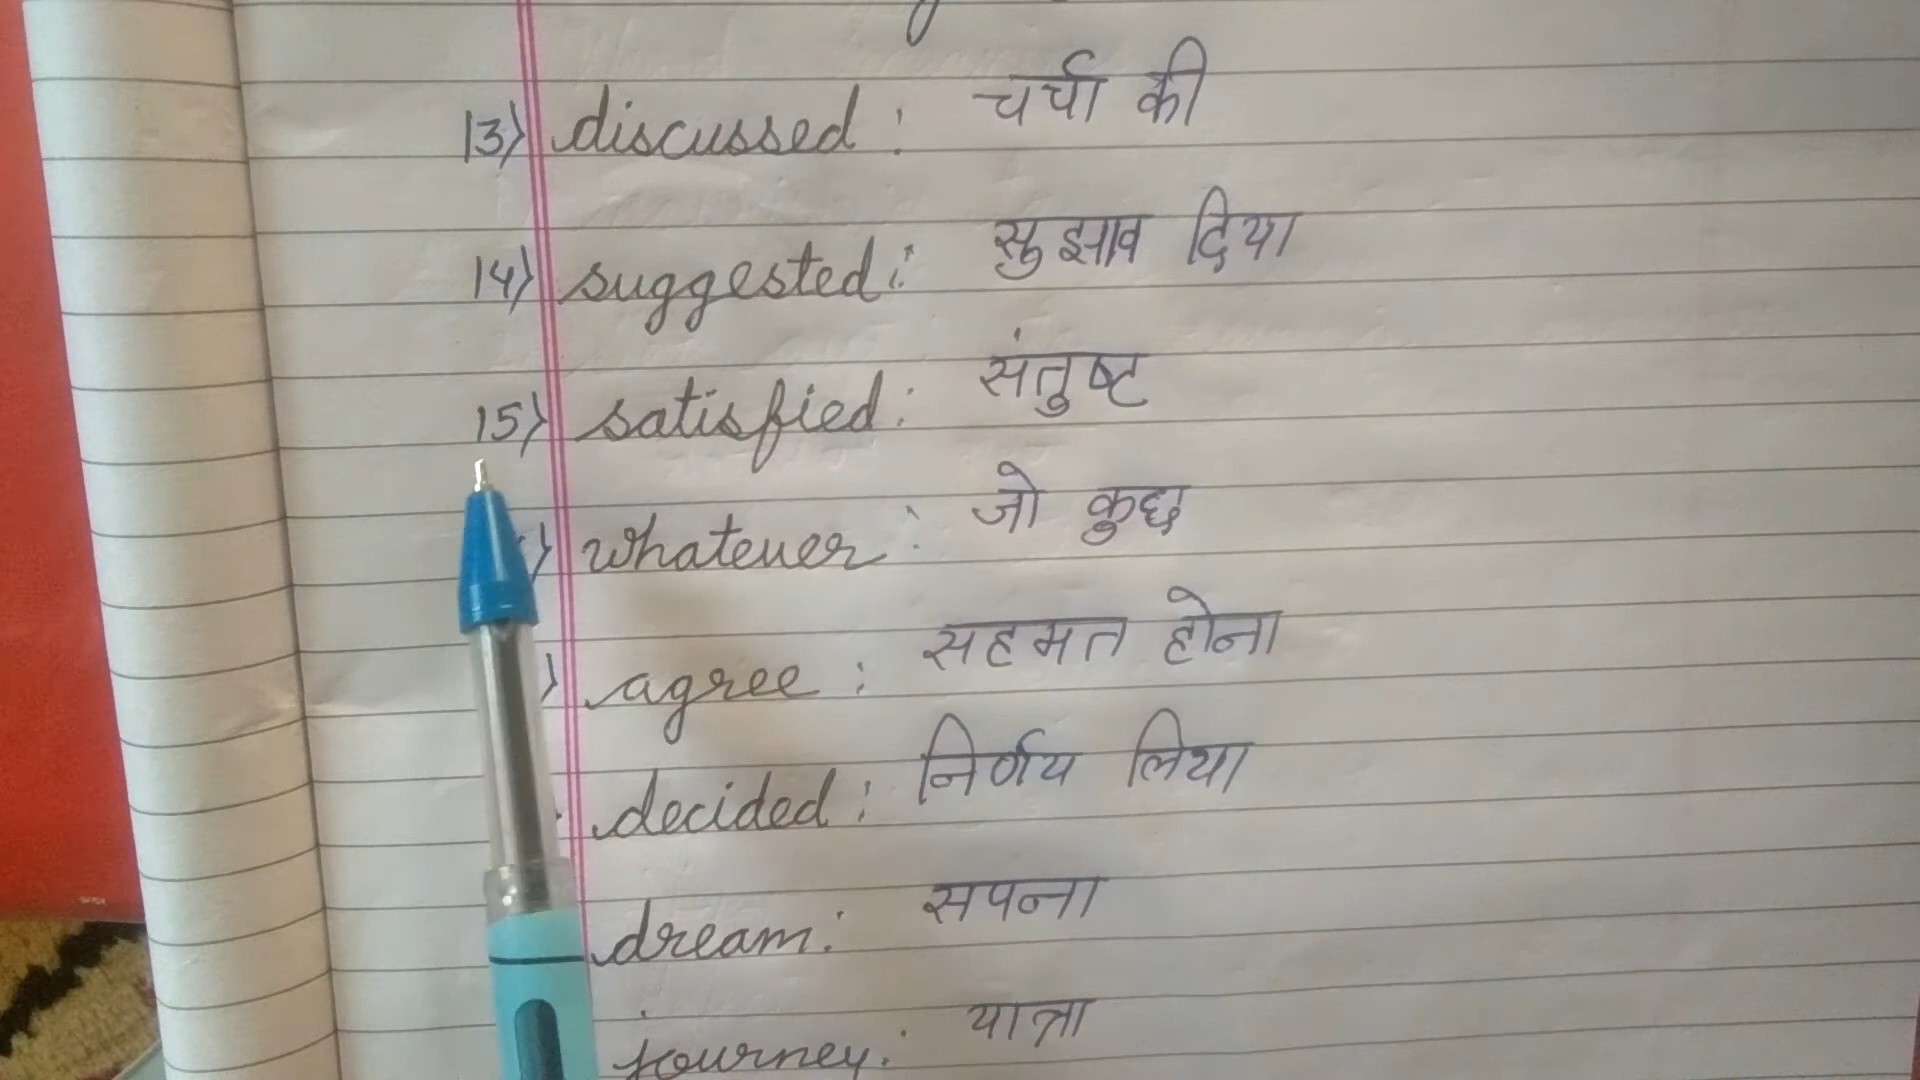 13) discussed : चर्चा की
14) suggested : सुझाव दिया
15) satisfied : संतुष्ट
) whatever : जो कुछ
) agree : सहमत होना
decided : निर्णय लिया
dream : सपना
journey : यात्रा